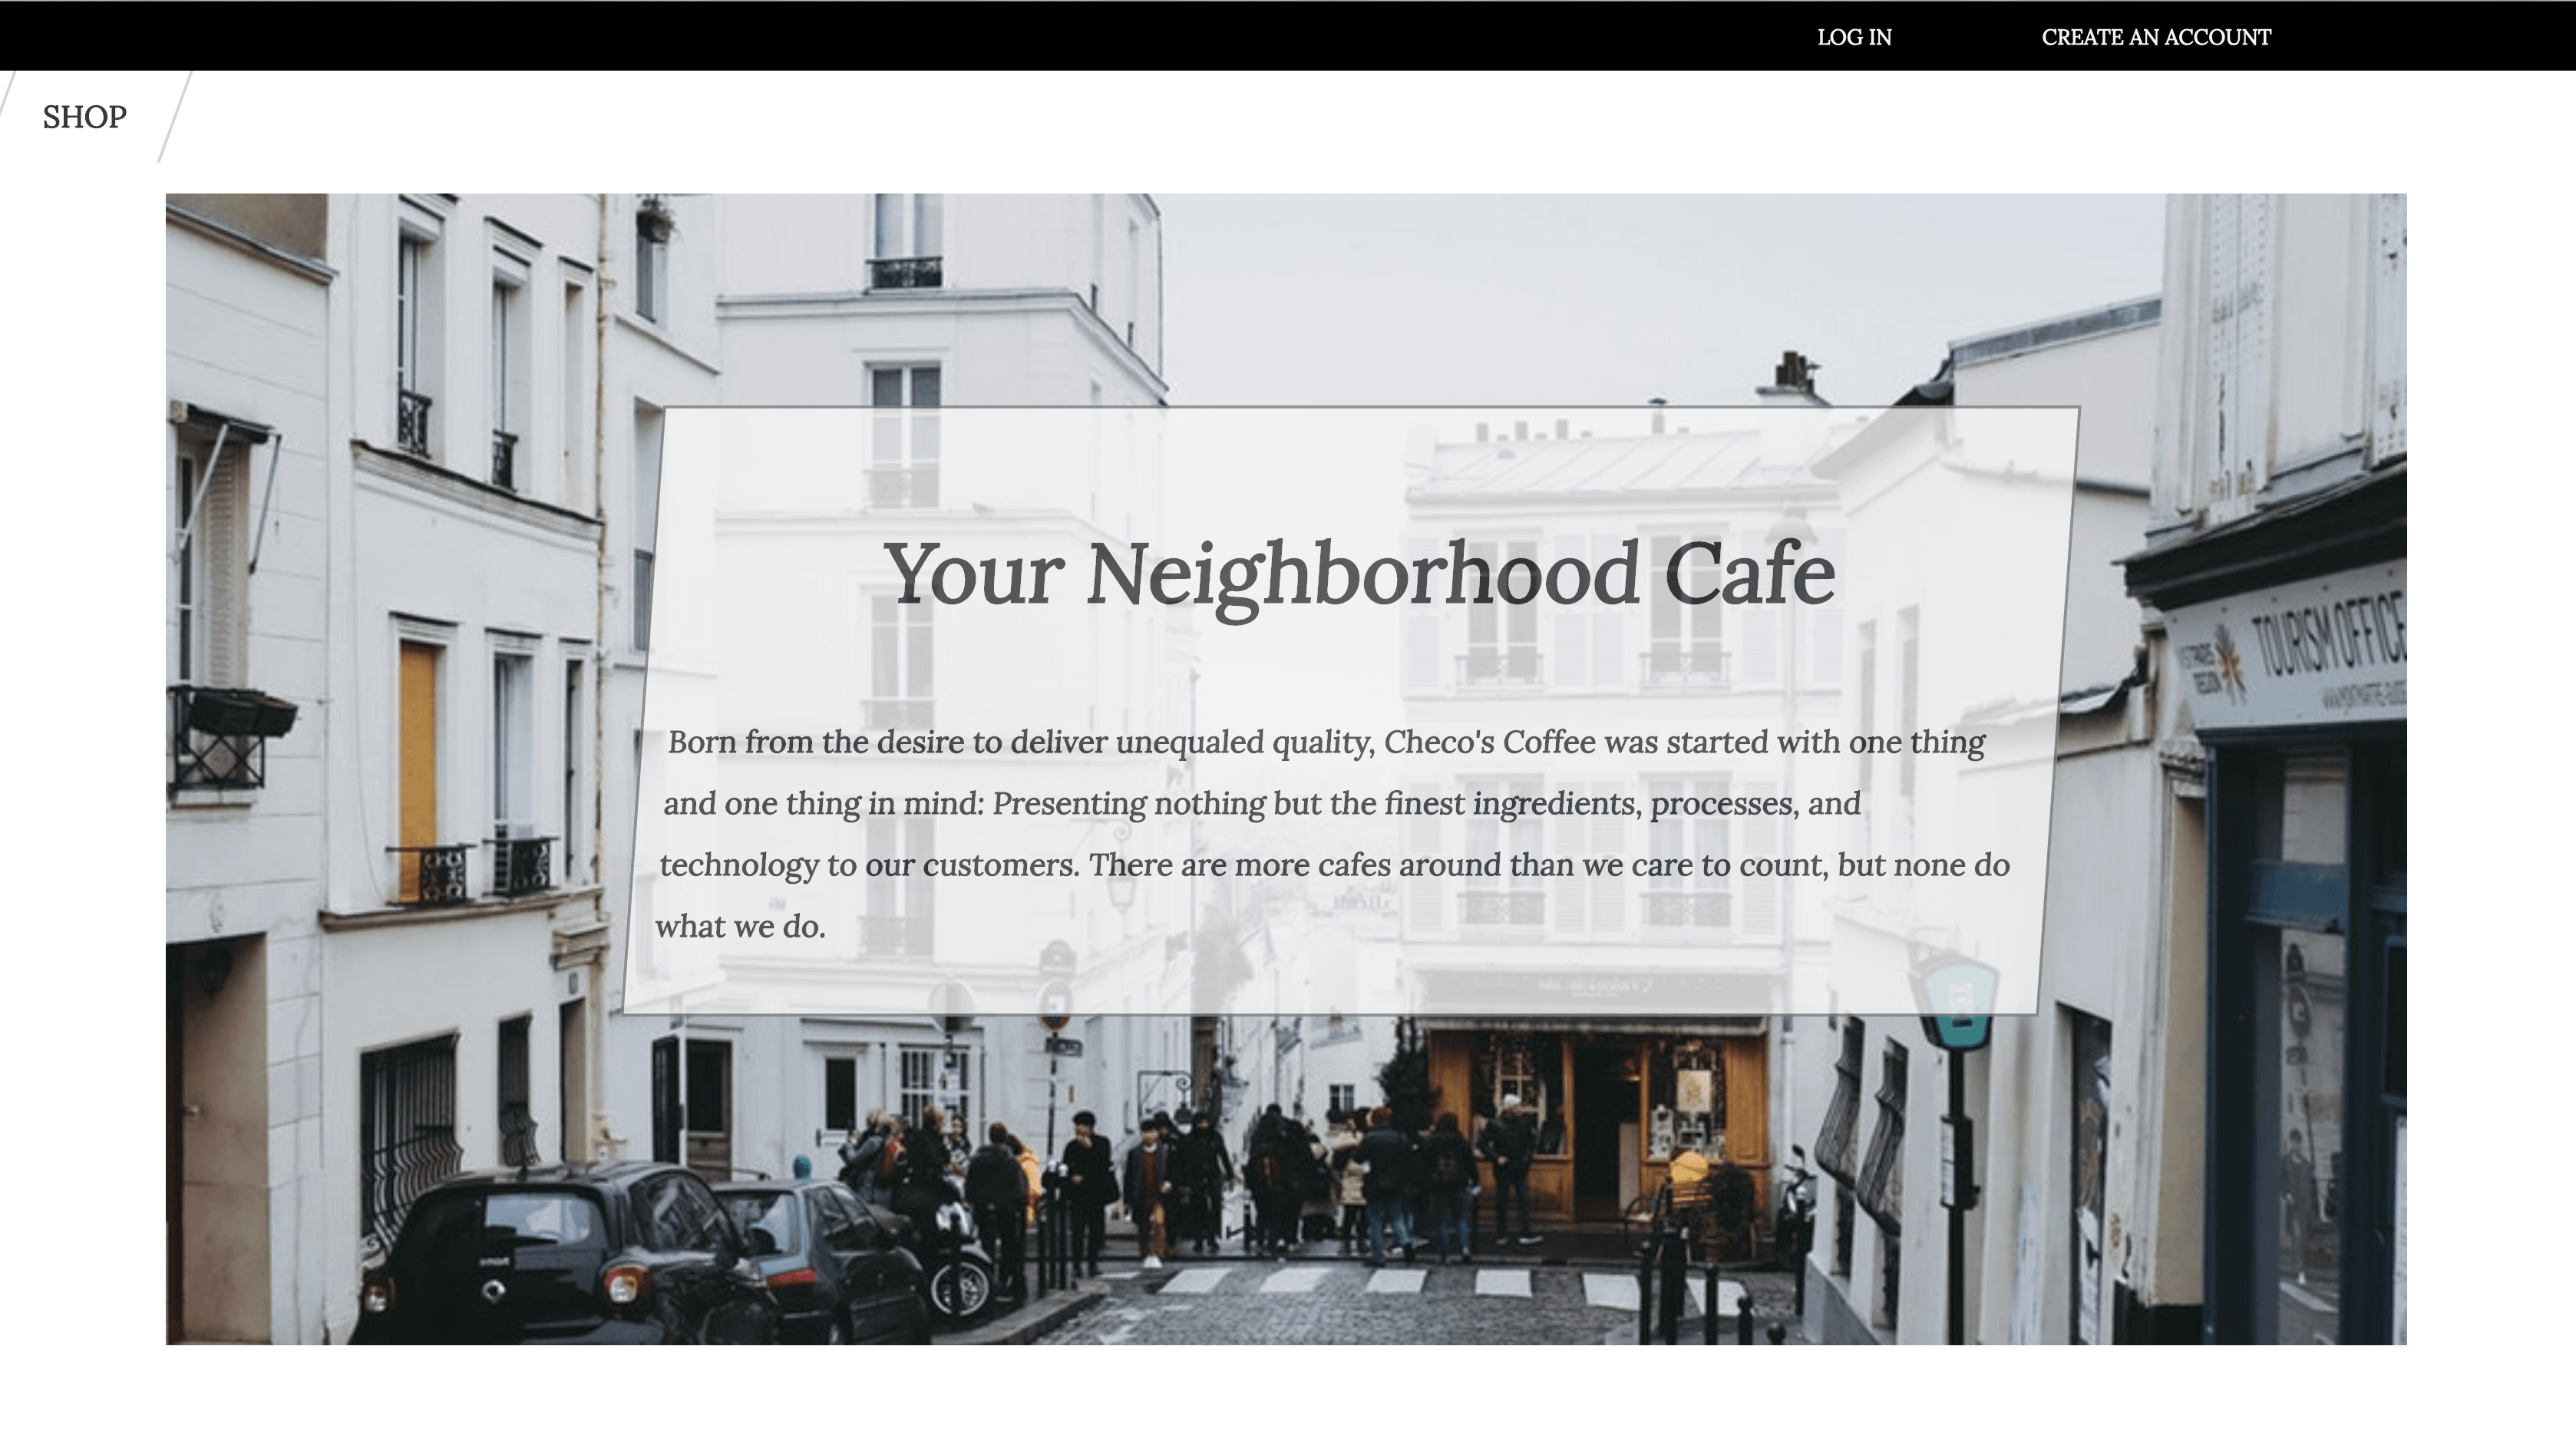 LOG IN
CREATE AN ACCOUNT
SHOP
Your Neighborhood Cafe
Born from the desire to deliver unequaled quality, Checo's Coffee was started with one thing
and one thing in mind: Presenting nothing but the finest ingredients, processes, and
technology to our customers. There are more cafes around than we care to count, but none do
what we do.
TOURISM OFFICE
REGION
smart